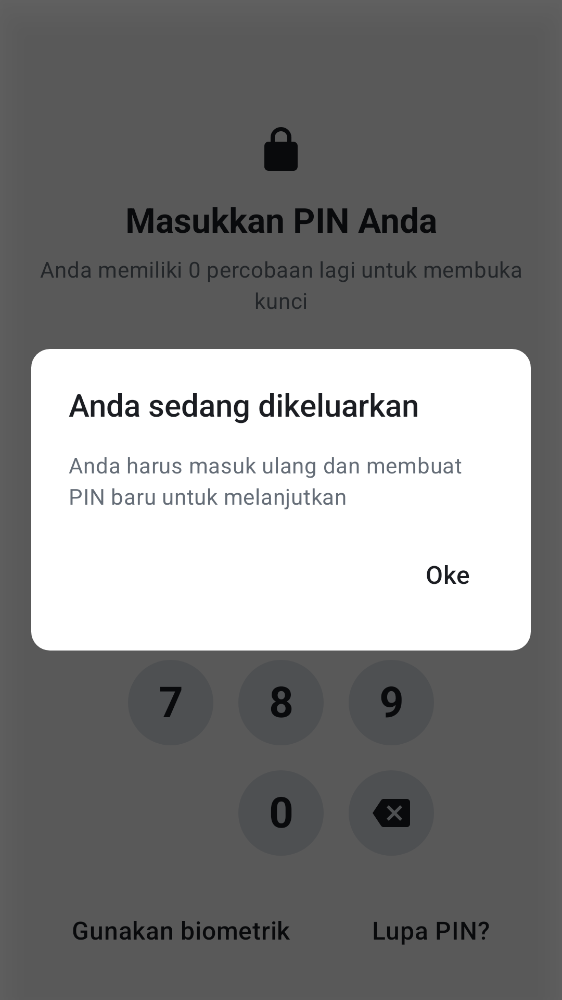 Masukkan PIN Anda
Anda memiliki 0 percobaan lagi untuk membuka
kunci
Anda sedang dikeluarkan
Anda harus masuk ulang dan membuat
PIN baru untuk melanjutkan
Oke
7 8 9
0
Gunakan biometrik Lupa PIN?